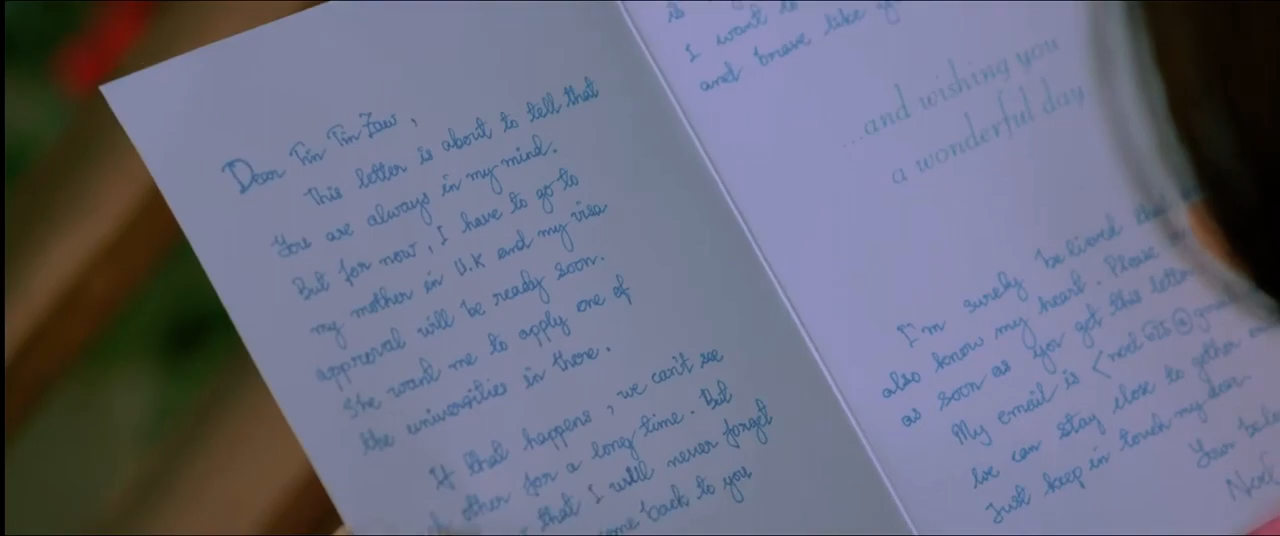 Dear Tin Tin Zaw,
This letter is about to tell that
You are always in my mind.
But for now, I have to go to
my mother in U.K and my visa
approval will be ready soon.
She want me to apply one of
the universities in there.
If that happens, we can't see
other for a long time. But
that I will never forget
back to you
is
I want to
and brave like
...and wishing you
a wonderful day
I'm surely believed that
also know my heart. Please
as soon as you got this letter
My email is
We can stay close to gether
Just keep in touch my dear
Your